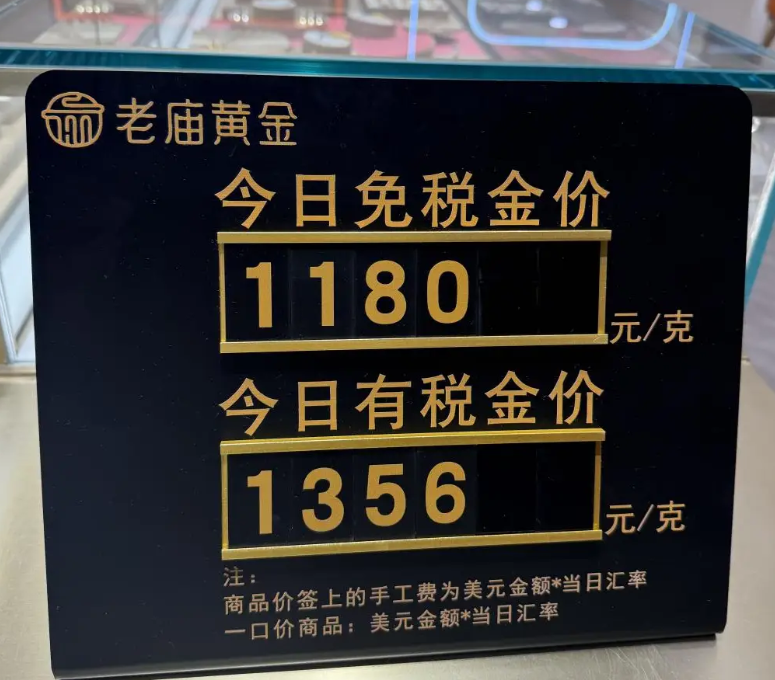 老庙黄金
今日免税金价
1180
元/克
今日有税金价
1356
元/克
注：
商品价签上的手工费为美元金额*当日汇率
一口价商品：美元金额*当日汇率